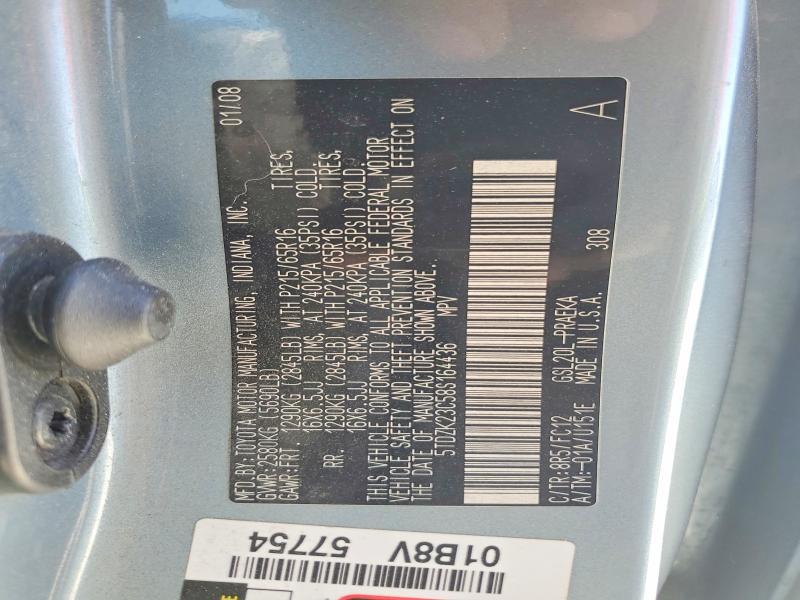 MFD.BY:TOYOTA MOTOR MANUFACTURING, INDIANA, INC. 01/08
GVWR:2580KG (5690LB)
GAWR:FRT. 1290KG (2845LB) WITH P215/65R16 TIRES,
16X6.5JJ RIMS, AT 240KPA (35PSI) COLD.
RR. 1290KG (2845LB) WITH P215/65R16 TIRES,
16X6.5JJ RIMS, AT 240KPA (35PSI) COLD
THIS VEHICLE CONFORMS TO ALL APPLICABLE FEDERAL MOTOR
VEHICLE SAFETY AND THEFT PREVENTION STANDARDS IN EFFECT ON
THE DATE OF MANUFACTURE SHOWN ABOVE.
5TDZK23C58S164436 MPV
C/TR:8R5/FC12 GSL20L-PRAEKA 308 A
A/TM:-01A/U151E MADE IN U.S.A.
01B8V
57754